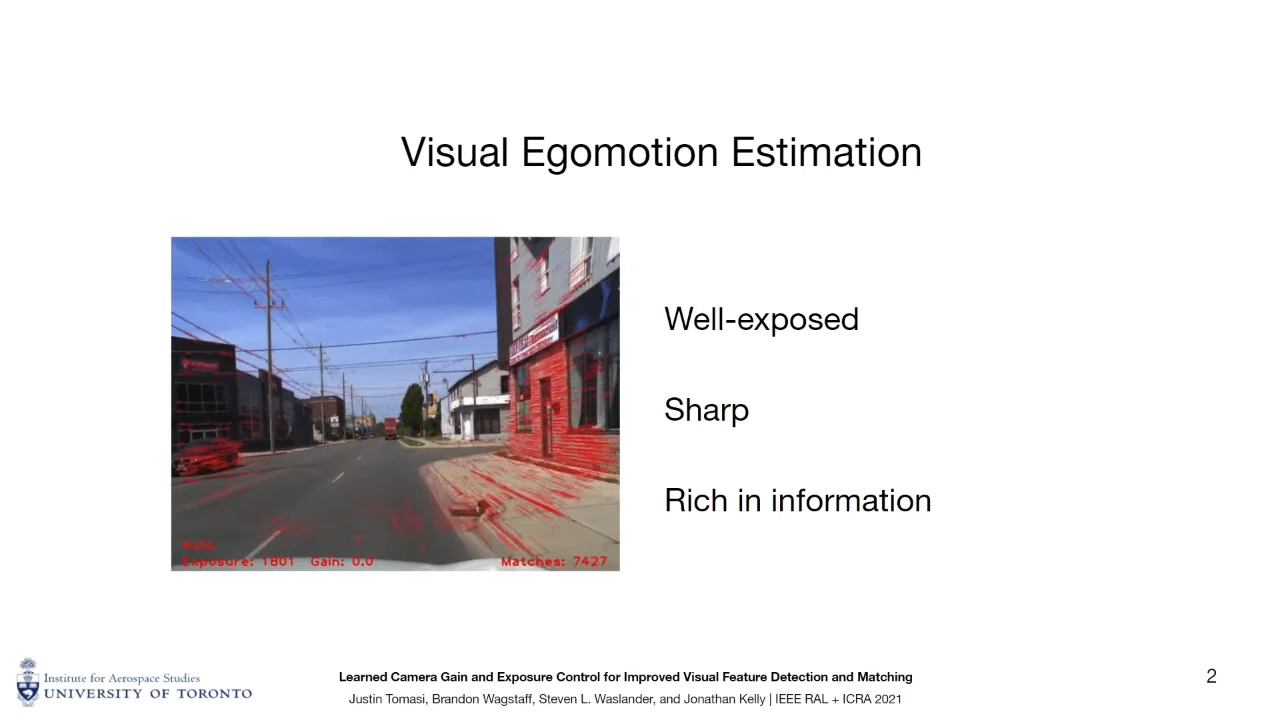 Visual Egomotion Estimation
Well-exposed
Sharp
Rich in information
Auto
Exposure: 1801 Gain: 0.0
Matches: 7427
Institute for Aerospace Studies
UNIVERSITY OF TORONTO
Learned Camera Gain and Exposure Control for Improved Visual Feature Detection and Matching
Justin Tomasi, Brandon Wagstaff, Steven L. Waslander, and Jonathan Kelly | IEEE RAL + ICRA 2021
2